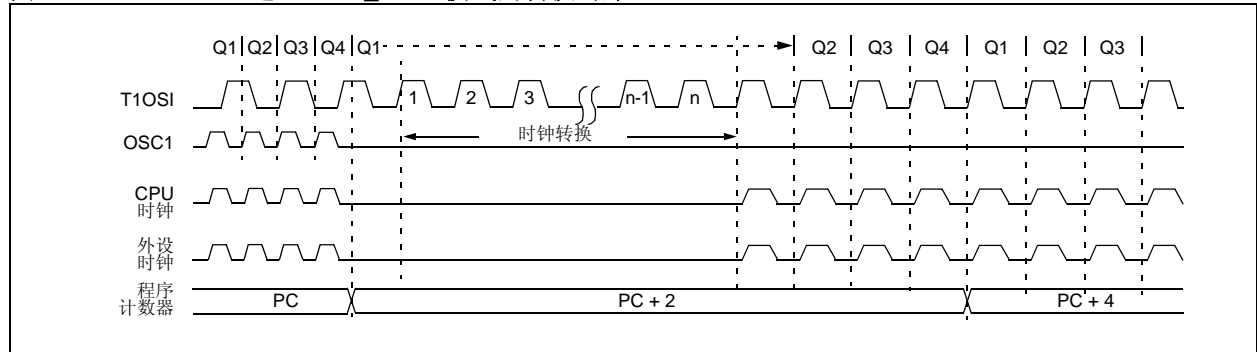 Q1 Q2 Q3 Q4 Q1 Q2 Q3 Q4 Q1 Q2 Q3
T1OSI 1 2 3 n-1 n
时钟转换
OSC1
CPU
时钟
外设
时钟
程序
计数器 PC PC + 2 PC + 4